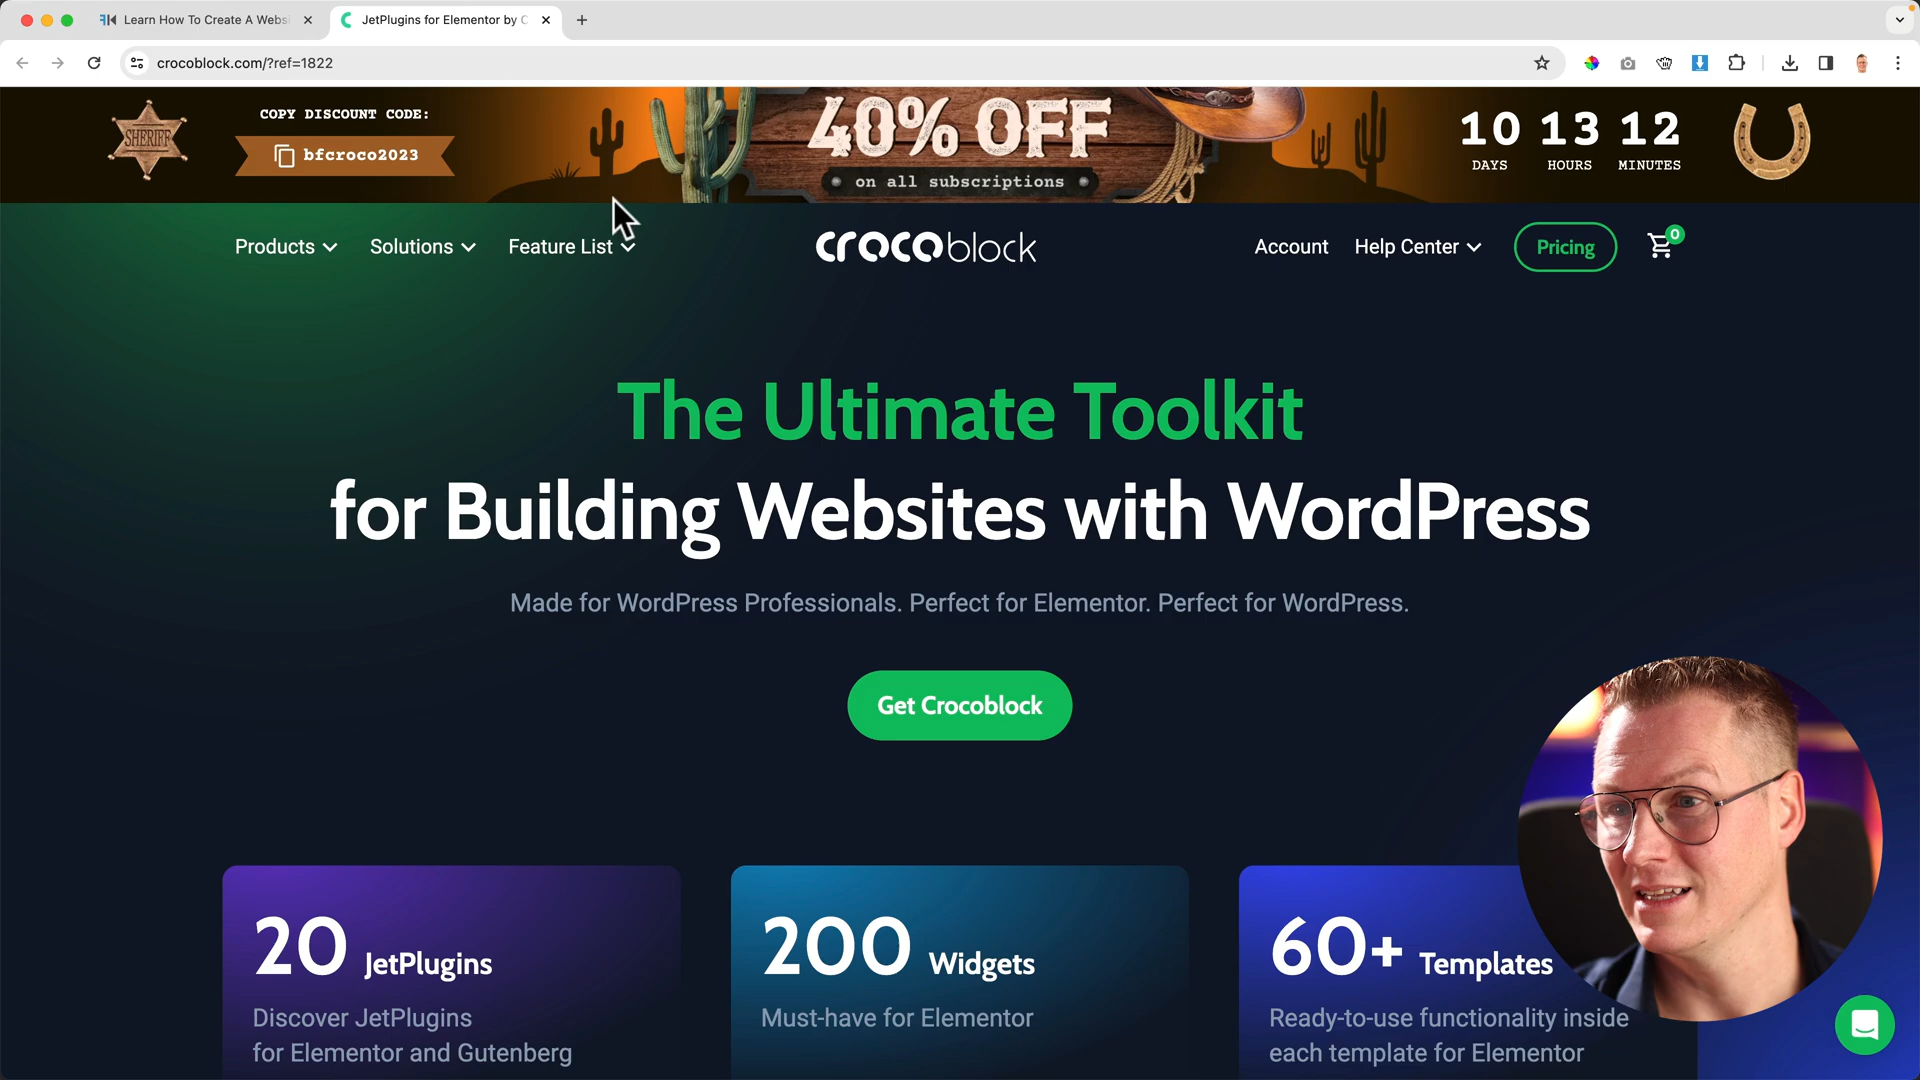 Learn How To Create A Websi
JetPlugins for Elementor by C
crocoblock.com/?ref=1822
SHERIFF
COPY DISCOUNT CODE:
bfcroco2023
40% OFF
on all subscriptions
10 13 12
DAYS HOURS MINUTES
Products Solutions Feature List
crocoblock
Account Help Center Pricing 0
The Ultimate Toolkit
for Building Websites with WordPress
Made for WordPress Professionals. Perfect for Elementor. Perfect for WordPress.
Get Crocoblock
20 JetPlugins
Discover JetPlugins
for Elementor and Gutenberg
200 Widgets
Must-have for Elementor
60+ Templates
Ready-to-use functionality inside
each template for Elementor